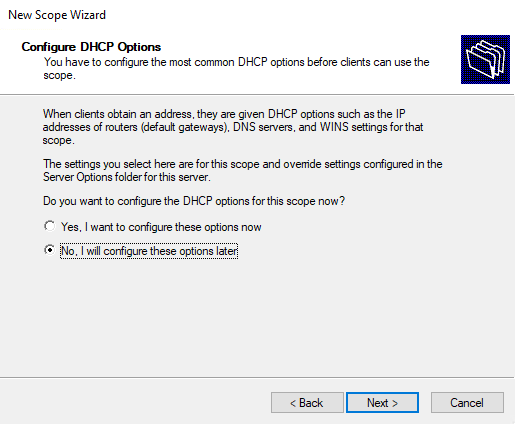 New Scope Wizard
Configure DHCP Options
You have to configure the most common DHCP options before clients can use the
scope.
When clients obtain an address, they are given DHCP options such as the IP
addresses of routers (default gateways), DNS servers, and WINS settings for that
scope.
The settings you select here are for this scope and override settings configured in the
Server Options folder for this server.
Do you want to configure the DHCP options for this scope now?
Yes, I want to configure these options now
No, I will configure these options later
< Back
Next >
Cancel